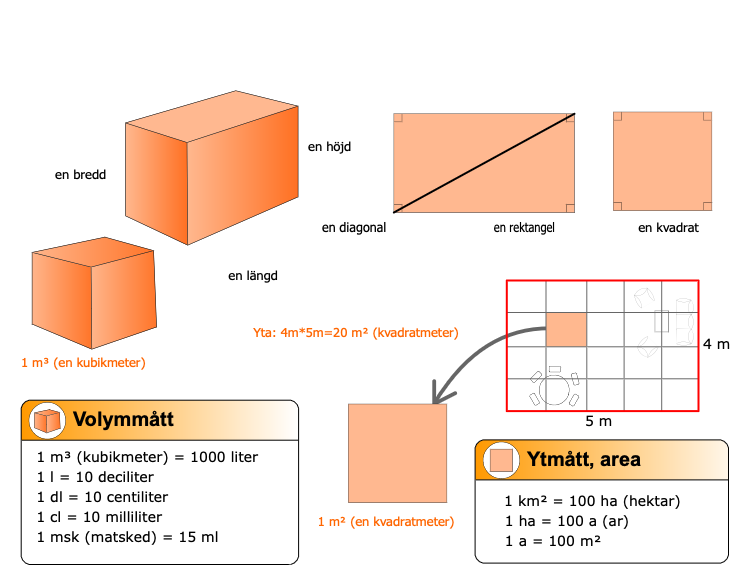 en höjd
en bredd
en diagonal
en rektangel
en kvadrat
en längd
Yta: 4m*5m=20 m² (kvadratmeter)
4 m
1 m³ (en kubikmeter)
5 m
Volymmått
1 m³ (kubikmeter) = 1000 liter
1 l = 10 deciliter
1 dl = 10 centiliter
1 cl = 10 milliliter
1 msk (matsked) = 15 ml
1 m² (en kvadratmeter)
Ytmått, area
1 km² = 100 ha (hektar)
1 ha = 100 a (ar)
1 a = 100 m²